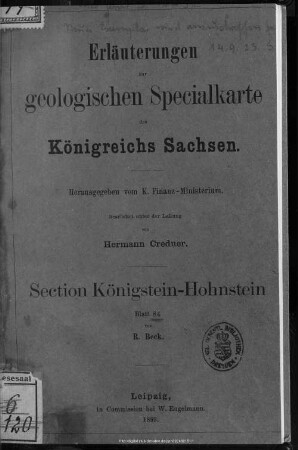 Erläuterungen
zur
geologischen Specialkarte
des
Königreichs Sachsen.
Herausgegeben vom K. Finanz-Ministerium.
Bearbeitet unter der Leitung
von
Hermann Credner.
Section Königstein-Hohnstein
Blatt 84
von
R. Beck.
Leipzig,
in Commission bei W. Engelmann.
Lesesaal
6
120